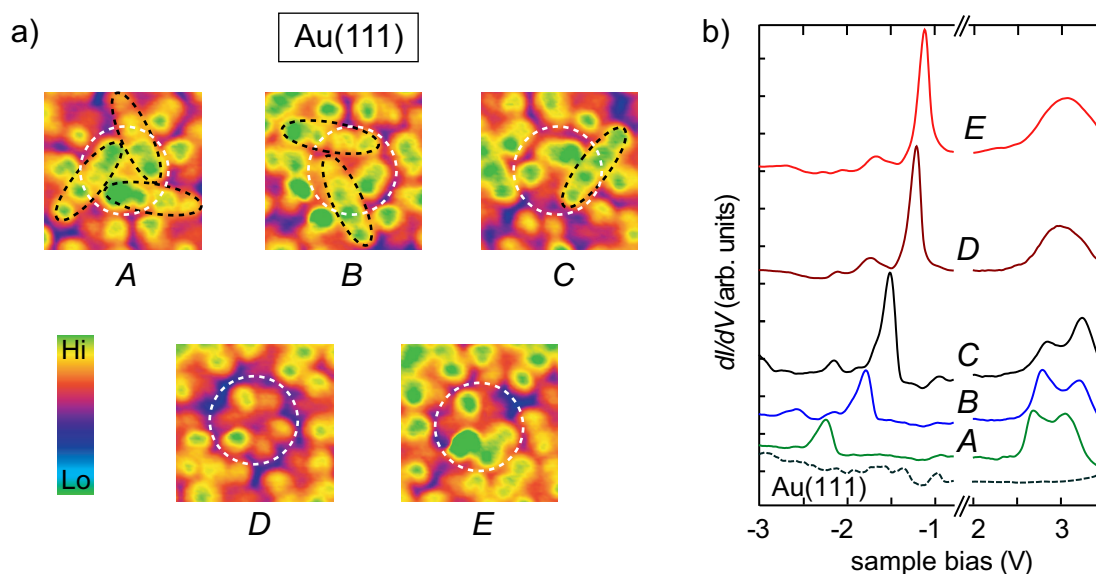 a)
Au(111)
A
B
C
Hi
Lo
D
E
b)
dI/dV (arb. units)
E
D
C
B
A
Au(111)
-3
-2
-1
2
3
sample bias (V)